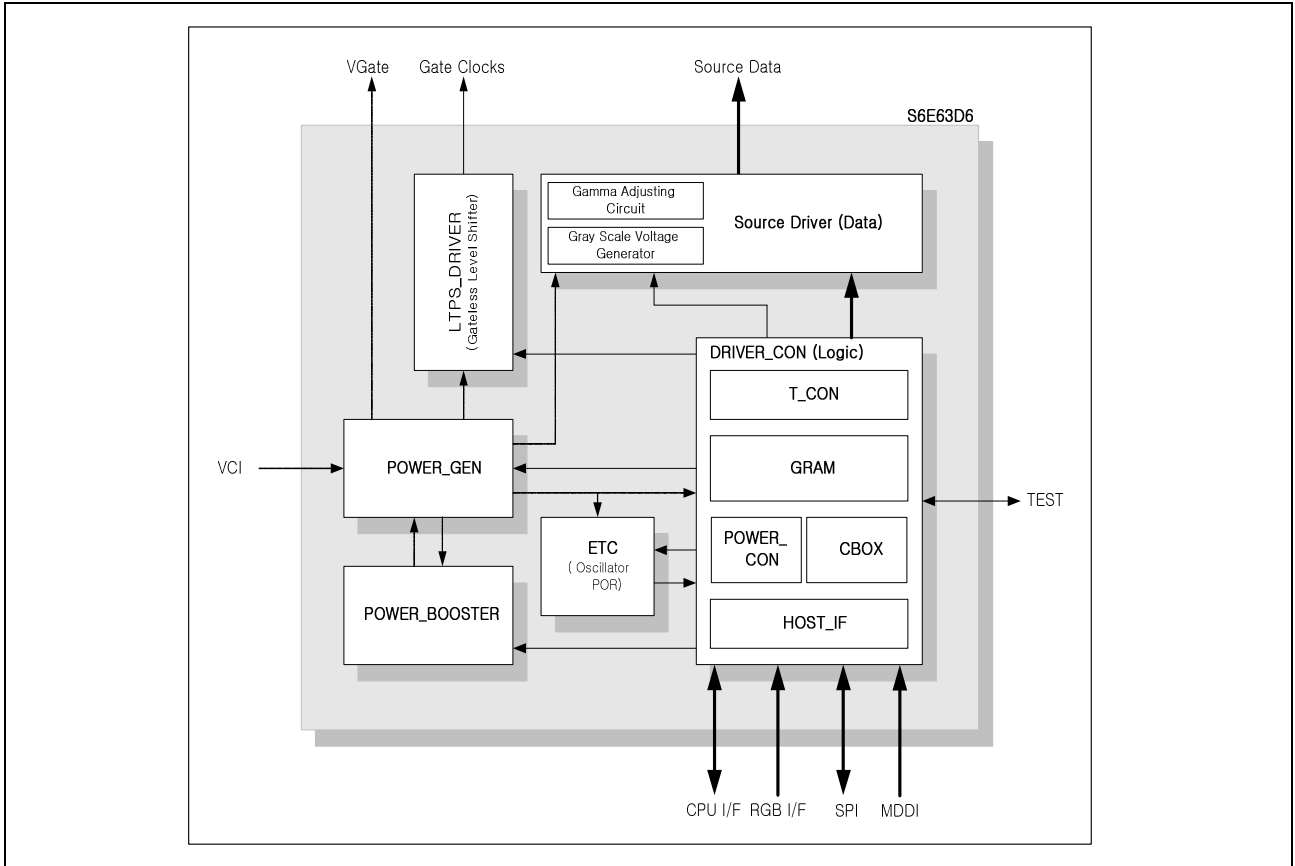 VGate
Gate Clocks
Source Data
S6E63D6
LTPS_DRIVER
(Gateless Level Shifter)
Gamma Adjusting
Circuit
Gray Scale Voltage
Generator
Source Driver (Data)
DRIVER_CON (Logic)
T_CON
GRAM
POWER_
CON
CBOX
HOST_IF
VCI
POWER_GEN
TEST
ETC
( Oscillator
POR)
POWER_BOOSTER
CPU I/F
RGB I/F
SPI
MDDI